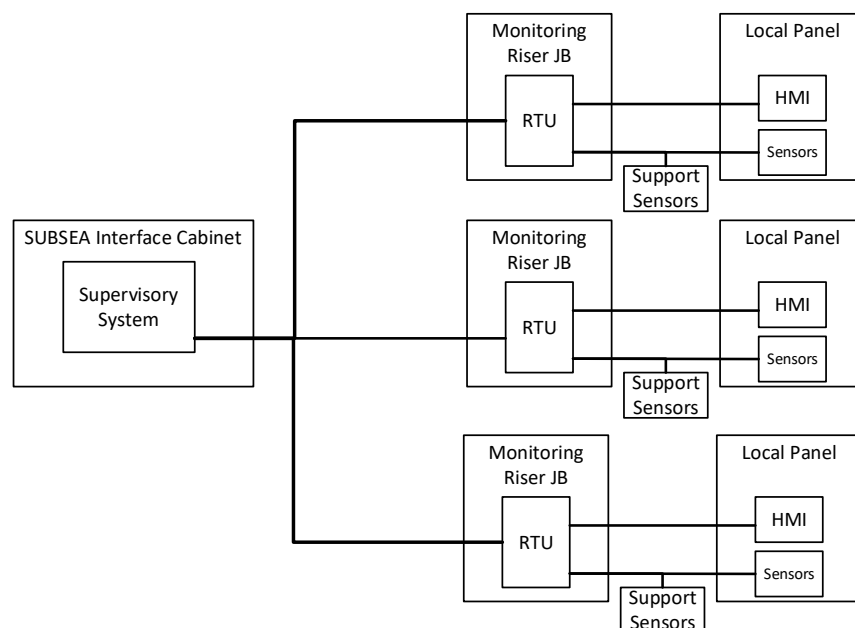 Monitoring
Riser JB
RTU
Local Panel
HMI
Sensors
Support
Sensors
SUBSEA Interface Cabinet
Supervisory
System
Monitoring
Riser JB
RTU
Local Panel
HMI
Sensors
Support
Sensors
Monitoring
Riser JB
RTU
Local Panel
HMI
Sensors
Support
Sensors